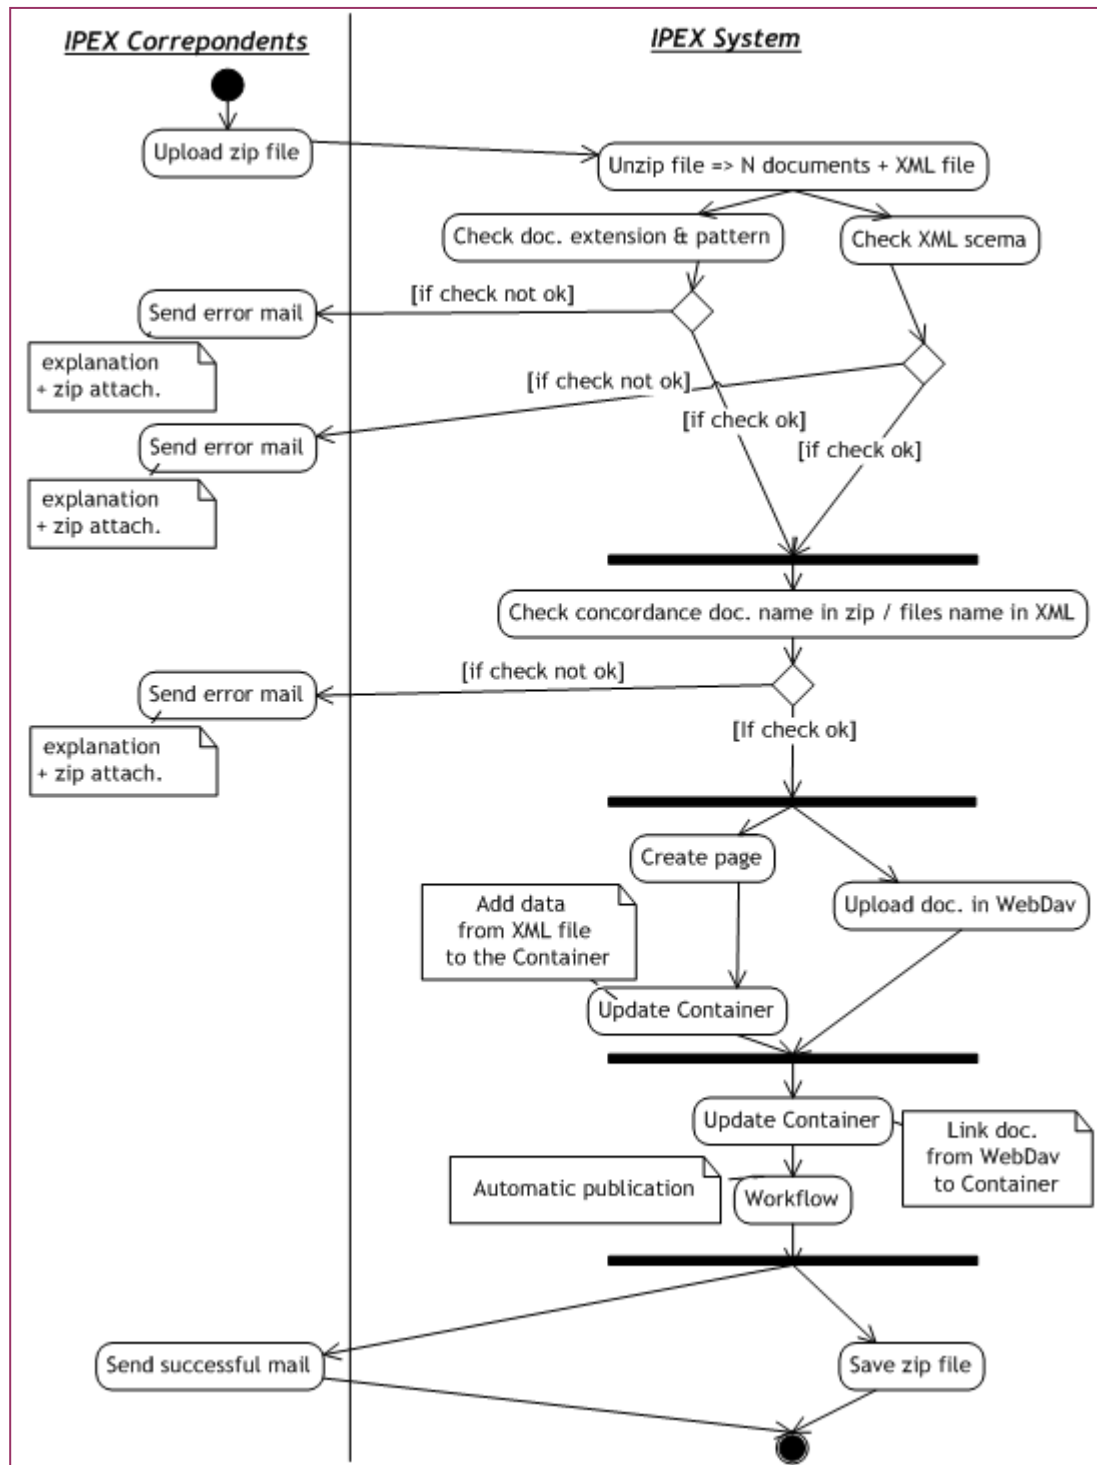 IPEX Correpondents
IPEX System
Upload zip file
Unzip file => N documents + XML file
Check doc. extension & pattern
Check XML scema
[if check not ok]
Send error mail
explanation
+ zip attach.
[if check not ok]
[if check ok]
Send error mail
[if check ok]
explanation
+ zip attach.
Check concordance doc. name in zip / files name in XML
[if check not ok]
Send error mail
[If check ok]
explanation
+ zip attach.
Create page
Add data
from XML file
to the Container
Upload doc. in WebDav
Update Container
Update Container
Link doc.
from WebDav
to Container
Automatic publication
Workflow
Send successful mail
Save zip file